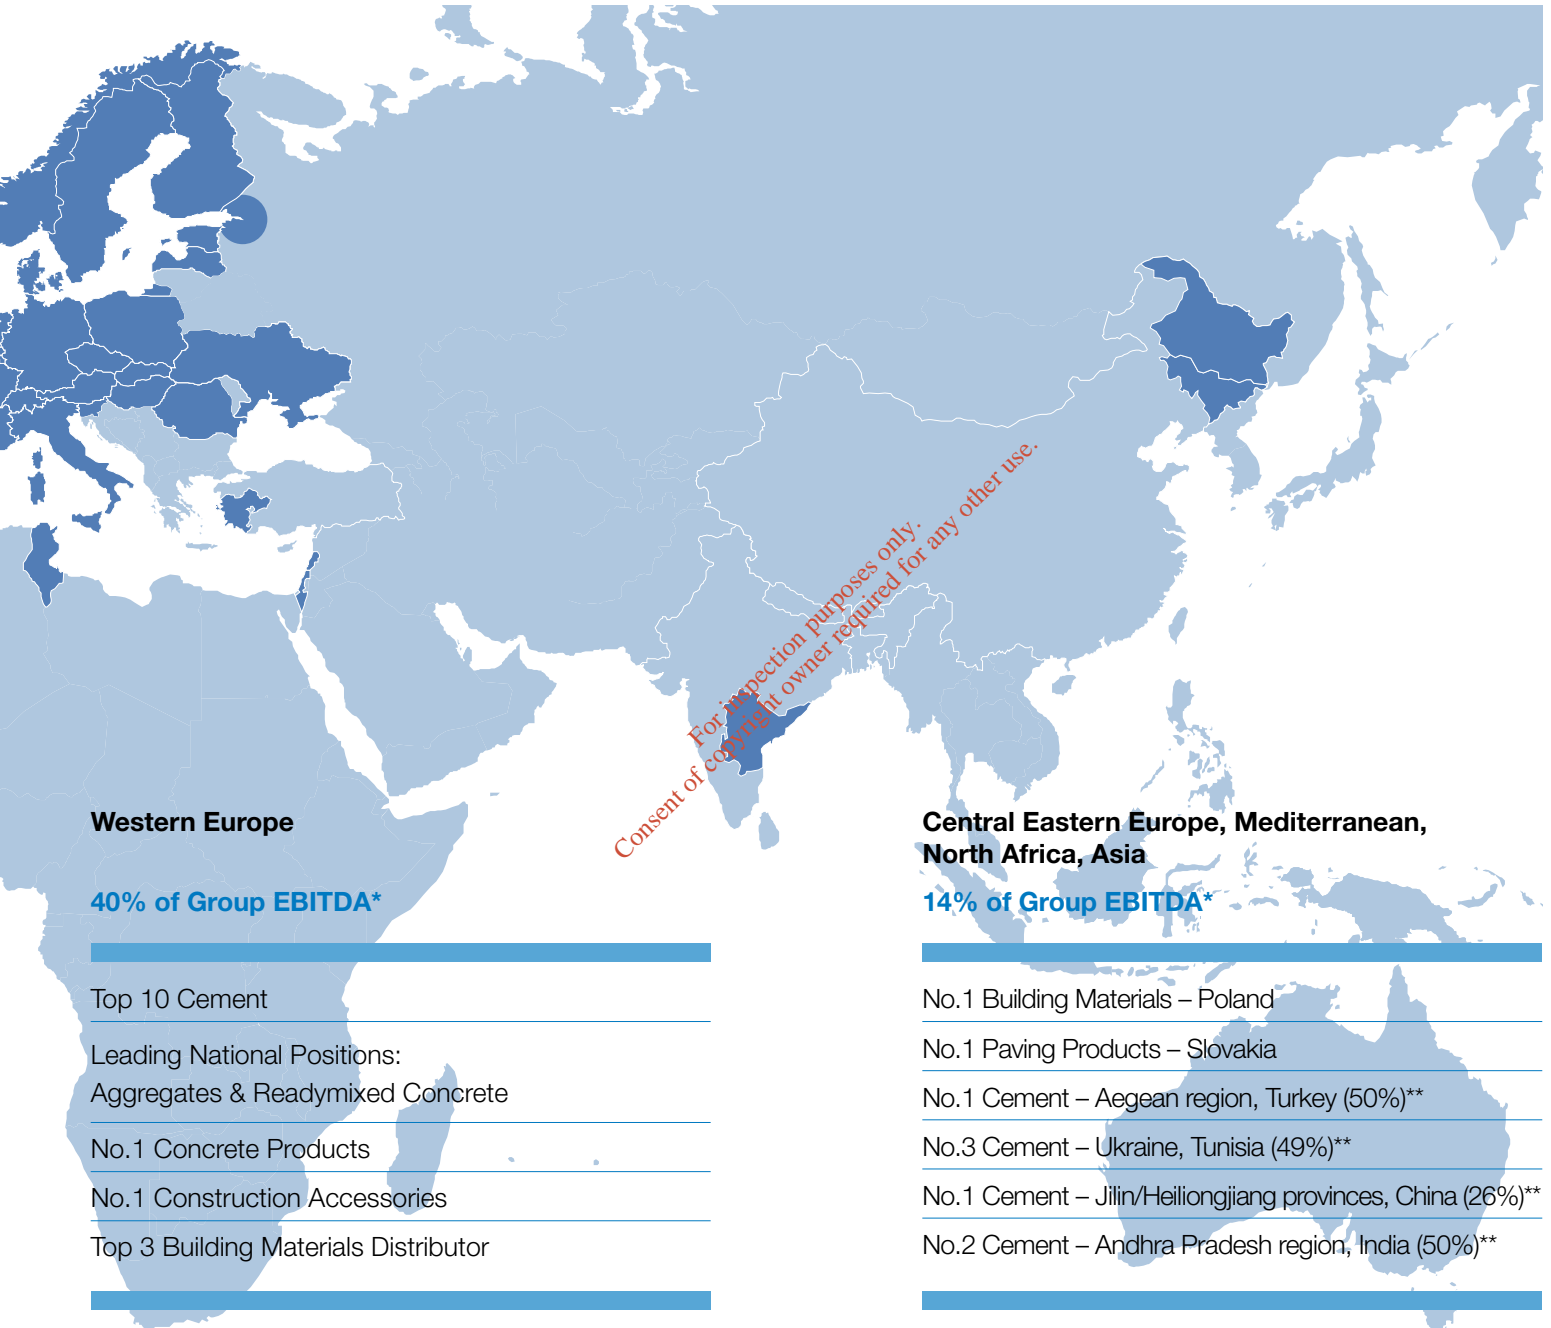 For inspection purposes only.
Consent of copyright owner required for any other use.
Western Europe
40% of Group EBITDA*
Top 10 Cement
Leading National Positions:
Aggregates & Readymixed Concrete
No.1 Concrete Products
No.1 Construction Accessories
Top 3 Building Materials Distributor
Central Eastern Europe, Mediterranean,
North Africa, Asia
14% of Group EBITDA*
No.1 Building Materials – Poland
No.1 Paving Products – Slovakia
No.1 Cement – Aegean region, Turkey (50%)**
No.3 Cement – Ukraine, Tunisia (49%)**
No.1 Cement – Jilin/Heiliongjiang provinces, China (26%)**
No.2 Cement – Andhra Pradesh region, India (50%)**